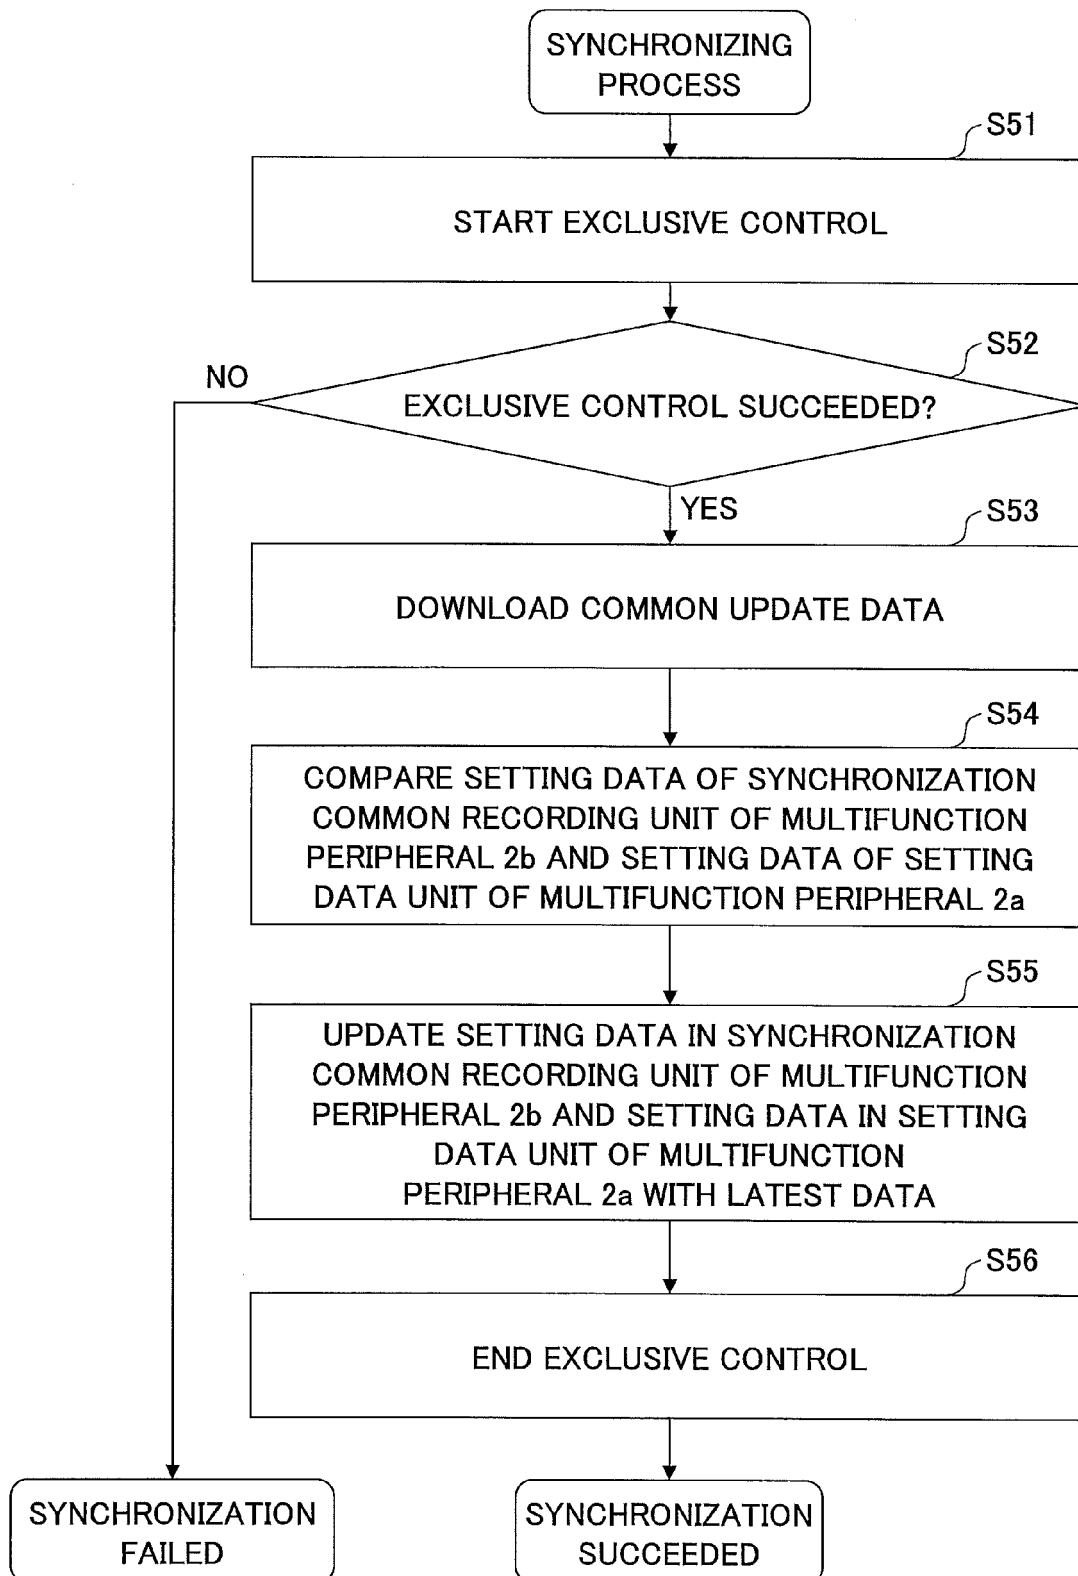 SYNCHRONIZING
PROCESS
S51
START EXCLUSIVE CONTROL
S52
NO
EXCLUSIVE CONTROL SUCCEEDED?
YES
S53
DOWNLOAD COMMON UPDATE DATA
S54
COMPARE SETTING DATA OF SYNCHRONIZATION
COMMON RECORDING UNIT OF MULTIFUNCTION
PERIPHERAL 2b AND SETTING DATA OF SETTING
DATA UNIT OF MULTIFUNCTION PERIPHERAL 2a
S55
UPDATE SETTING DATA IN SYNCHRONIZATION
COMMON RECORDING UNIT OF MULTIFUNCTION
PERIPHERAL 2b AND SETTING DATA IN SETTING
DATA UNIT OF MULTIFUNCTION
PERIPHERAL 2a WITH LATEST DATA
S56
END EXCLUSIVE CONTROL
SYNCHRONIZATION
FAILED
SYNCHRONIZATION
SUCCEEDED